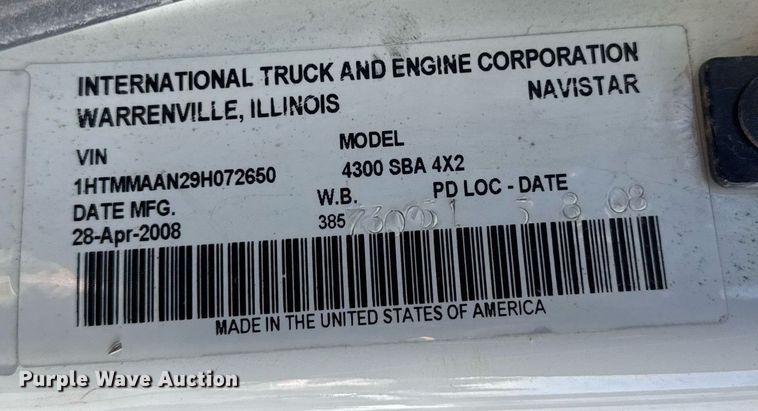 INTERNATIONAL TRUCK AND ENGINE CORPORATION
WARRENVILLE, ILLINOIS NAVISTAR
VIN MODEL
1HTMMAAN29H072650 4300 SBA 4X2
DATE MFG. W.B. PD LOC - DATE
28-Apr-2008 385 08
MADE IN THE UNITED STATES OF AMERICA
Purple Wave Auction